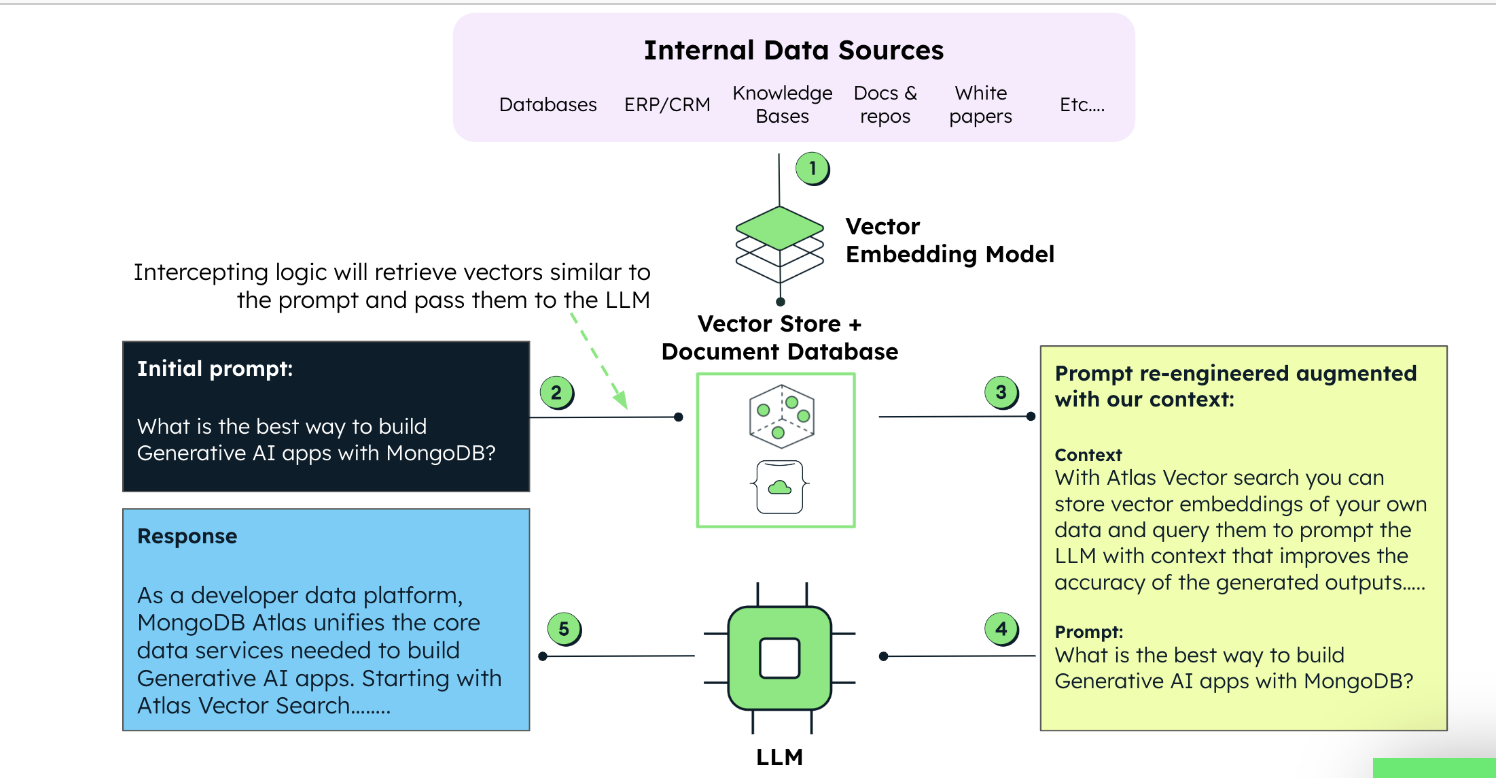 Internal Data Sources
Databases
ERP/CRM
Knowledge
Bases
Docs &
repos
White
papers
Etc....
1
Vector
Embedding Model
Intercepting logic will retrieve vectors similar to
the prompt and pass them to the LLM
Vector Store +
Document Database
Initial prompt:
What is the best way to build
Generative AI apps with MongoDB?
2
3
Prompt re-engineered augmented
with our context:
Context
With Atlas Vector search you can
store vector embeddings of your own
data and query them to prompt the
LLM with context that improves the
accuracy of the generated outputs.....
Prompt:
What is the best way to build
Generative AI apps with MongoDB?
4
LLM
5
Response
As a developer data platform,
MongoDB Atlas unifies the core
data services needed to build
Generative AI apps. Starting with
Atlas Vector Search........